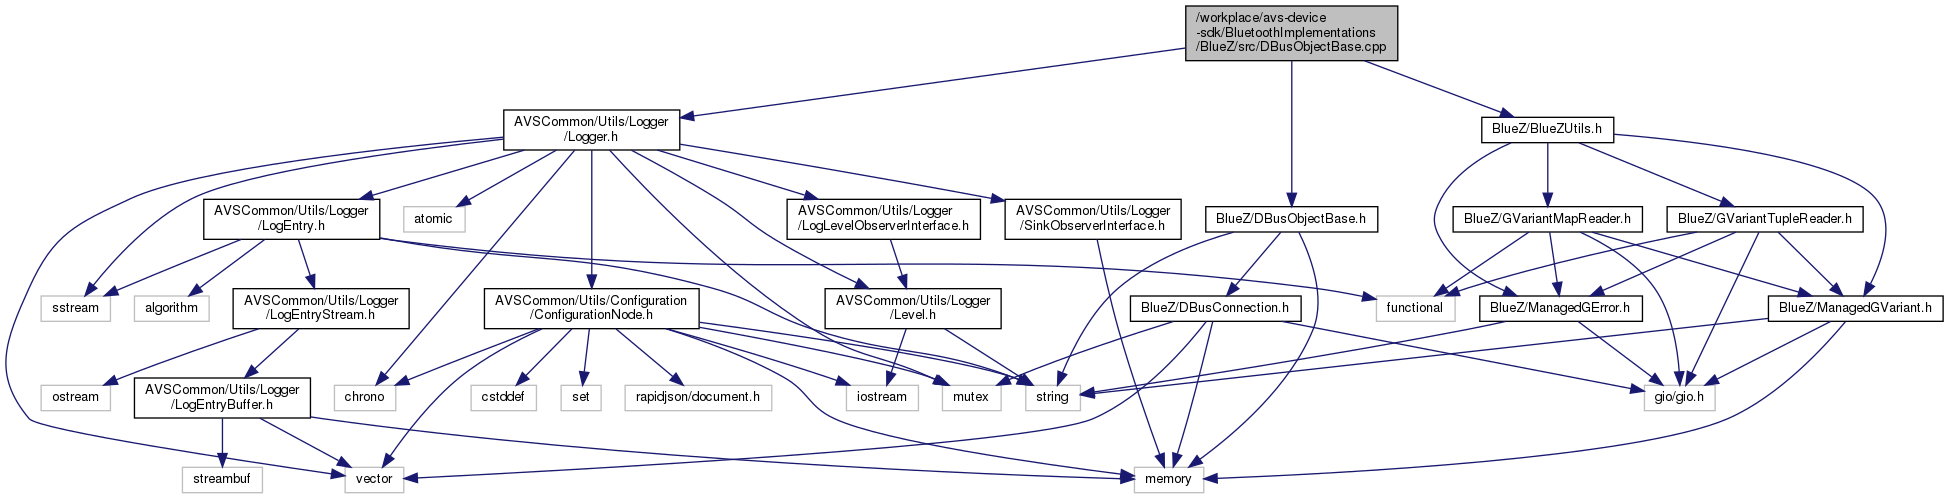 /workplace/avs-device
-sdk/BluetoothImplementations
/BlueZ/src/DBusObjectBase.cpp
AVSCommon/Utils/Logger
/Logger.h
BlueZ/BlueZUtils.h
AVSCommon/Utils/Logger
/LogEntry.h
atomic
AVSCommon/Utils/Logger
/LogLevelObserverInterface.h
AVSCommon/Utils/Logger
/SinkObserverInterface.h
BlueZ/DBusObjectBase.h
BlueZ/GVariantMapReader.h
BlueZ/GVariantTupleReader.h
sstream
algorithm
AVSCommon/Utils/Logger
/LogEntryStream.h
AVSCommon/Utils/Configuration
/ConfigurationNode.h
AVSCommon/Utils/Logger
/Level.h
BlueZ/DBusConnection.h
functional
BlueZ/ManagedGError.h
BlueZ/ManagedGVariant.h
ostream
AVSCommon/Utils/Logger
/LogEntryBuffer.h
chrono
cstddef
set
rapidjson/document.h
iostream
mutex
string
gio/gio.h
streambuf
vector
memory